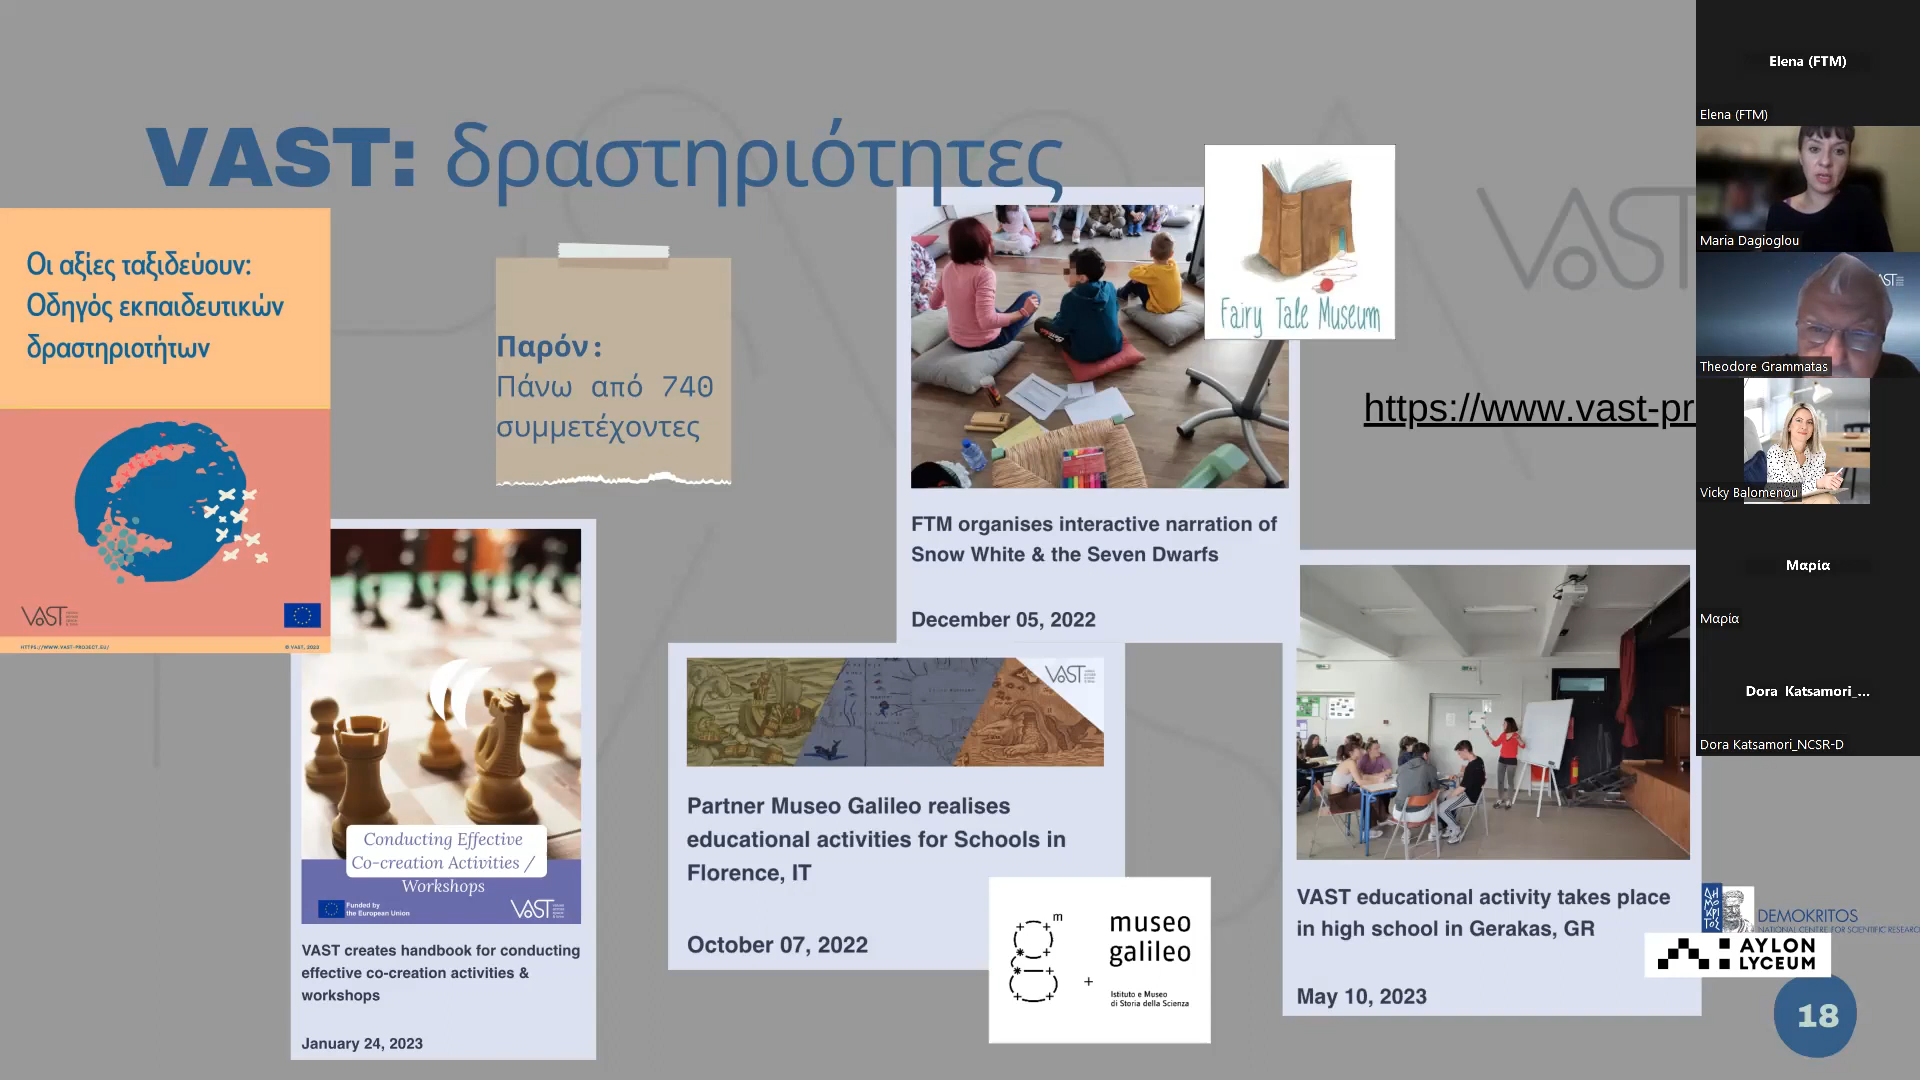 VAST: δραστηριότητες
Οι αξίες ταξιδεύουν:
Οδηγός εκπαιδευτικών
δραστηριοτήτων
VAST
HTTPS://WWW.VAST-PROJECT.EU/
© VAST, 2023
Παρόν:
Πάνω από 740
συμμετέχοντες
Fairy Tale Museum
VAST
https://www.vast-pr
FTM organises interactive narration of
Snow White & the Seven Dwarfs
December 05, 2022
Conducting Effective
Co-creation Activities /
Workshops
Funded by
the European Union
VAST
VAST creates handbook for conducting
effective co-creation activities &
workshops
January 24, 2023
VAST
Partner Museo Galileo realises
educational activities for Schools in
Florence, IT
October 07, 2022
m
museo
galileo
Istituto e Museo
di Storia della Scienza
VAST educational activity takes place
in high school in Gerakas, GR
May 10, 2023
ΔΗ
ΜΟ
ΚΡΙ
ΤΟΣ
DEMOKRITOS
NATIONAL CENTRE FOR SCIENTIFIC RESEARC
AYLON
LYCEUM
18
Elena (FTM)
Elena (FTM)
Maria Dagioglou
Theodore Grammatas
Vicky Balomenou
Μαρία
Μαρία
Dora Katsamori_...
Dora Katsamori_NCSR-D